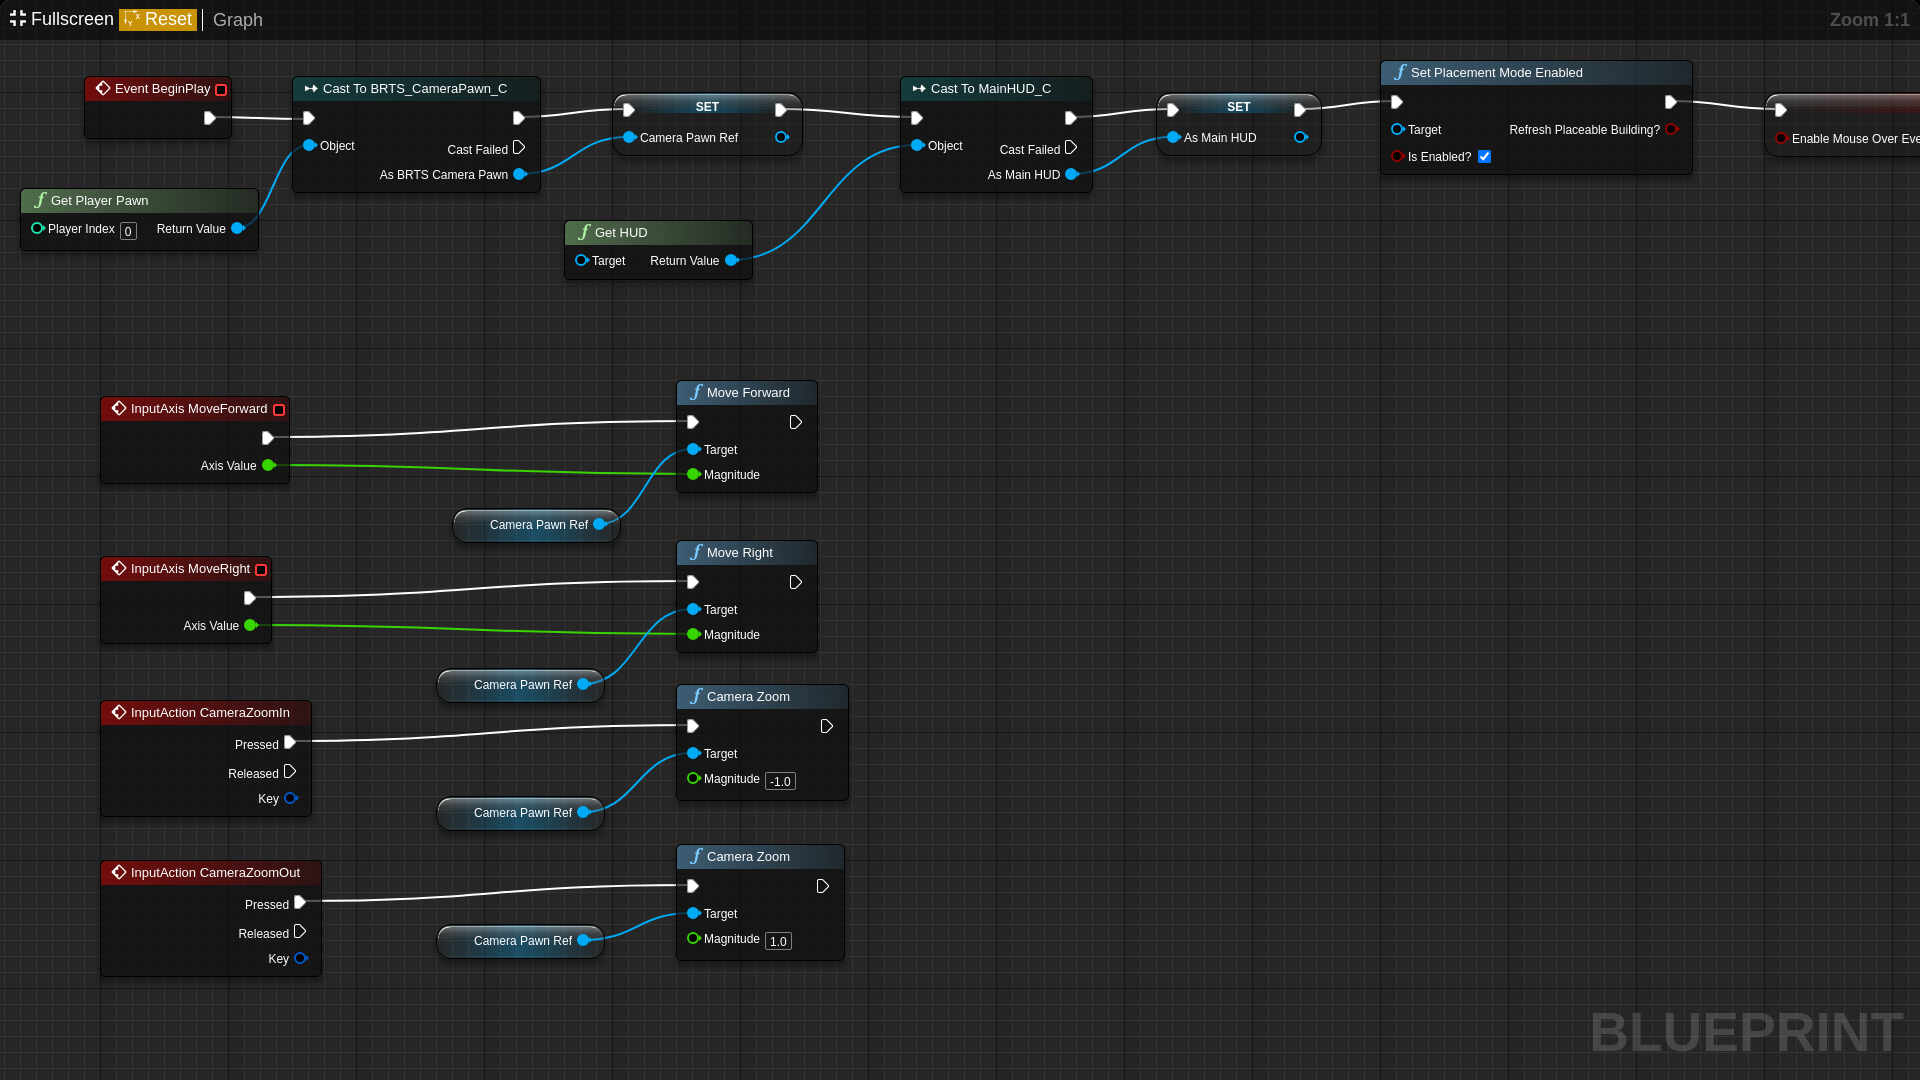 Fullscreen Reset Graph Zoom 1:1
Event BeginPlay
Cast To BRTS_CameraPawn_C
Object
Cast Failed
As BRTS Camera Pawn
SET
Camera Pawn Ref
Cast To MainHUD_C
Object
Cast Failed
As Main HUD
SET
As Main HUD
Set Placement Mode Enabled
Target Refresh Placeable Building?
Is Enabled?
Enable Mouse Over Eve
Get Player Pawn
Player Index 0 Return Value
Get HUD
Target Return Value
InputAxis MoveForward
Axis Value
Move Forward
Target
Magnitude
Camera Pawn Ref
InputAxis MoveRight
Axis Value
Move Right
Target
Magnitude
Camera Pawn Ref
InputAction CameraZoomIn
Pressed
Released
Key
Camera Zoom
Target
Magnitude -1.0
Camera Pawn Ref
InputAction CameraZoomOut
Pressed
Released
Key
Camera Zoom
Target
Magnitude 1.0
Camera Pawn Ref
BLUEPRINT